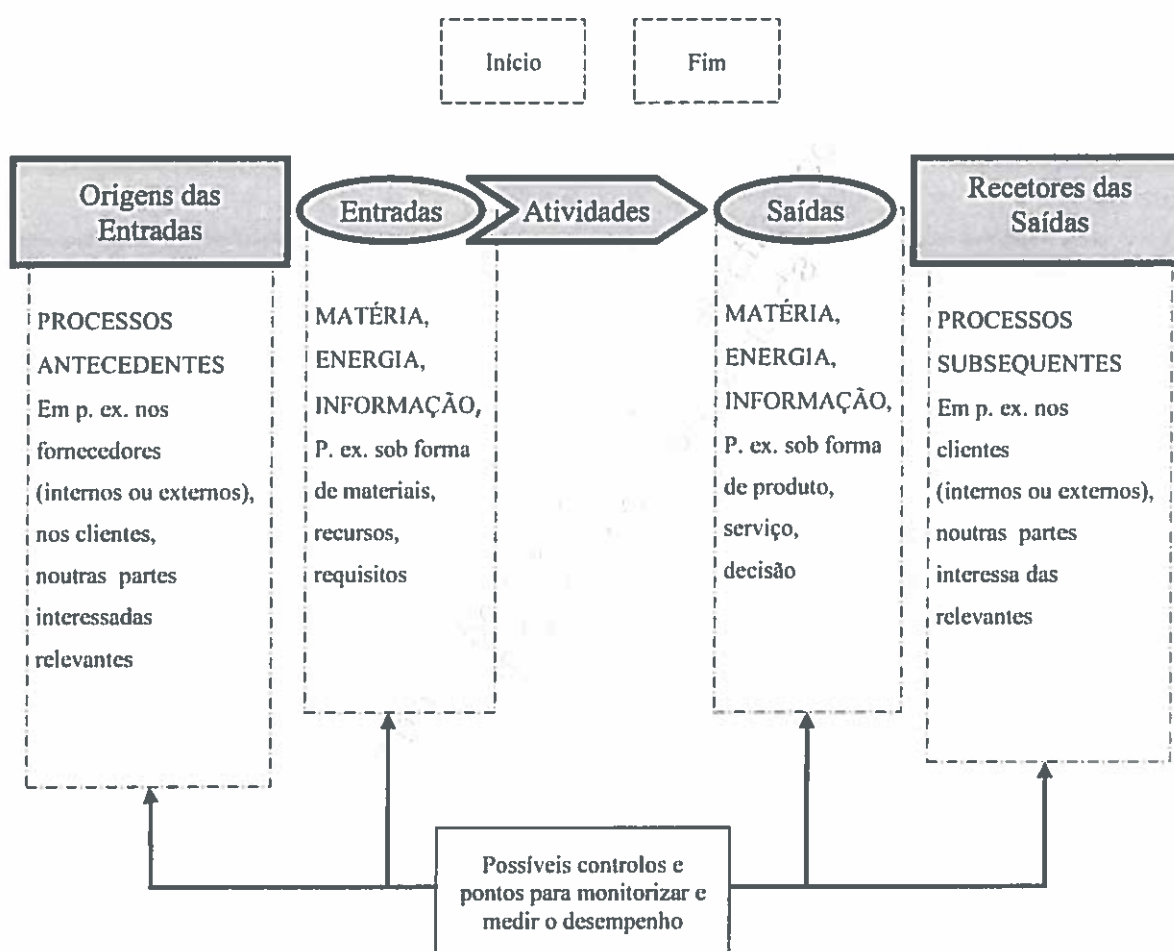 Início
Fim
Origens das
Entradas
Entradas
Atividades
Saídas
Recetores das
Saídas
PROCESSOS
ANTECEDENTES
Em p. ex. nos
fornecedores
(internos ou externos),
nos clientes,
noutras partes
interessadas
relevantes
MATÉRIA,
ENERGIA,
INFORMAÇÃO,
P. ex. sob forma
de materiais,
recursos,
requisitos
MATÉRIA,
ENERGIA,
INFORMAÇÃO,
P. ex. sob forma
de produto,
serviço,
decisão
PROCESSOS
SUBSEQUENTES
Em p. ex. nos
clientes
(internos ou externos),
noutras partes
interessa das
relevantes
Possíveis controlos e
pontos para monitorizar e
medir o desempenho